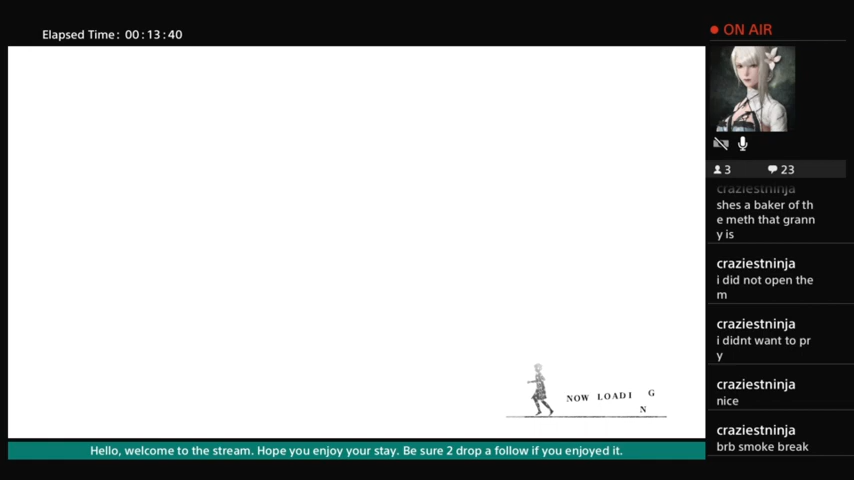 Elapsed Time: 00:13:40
ON AIR
3 23
craziestninja
shes a baker of th
e meth that grann
y is
craziestninja
i did not open the
m
craziestninja
i didnt want to pr
y
craziestninja
nice
craziestninja
brb smoke break
NOW LOADI G
N
Hello, welcome to the stream. Hope you enjoy your stay. Be sure 2 drop a follow if you enjoyed it.